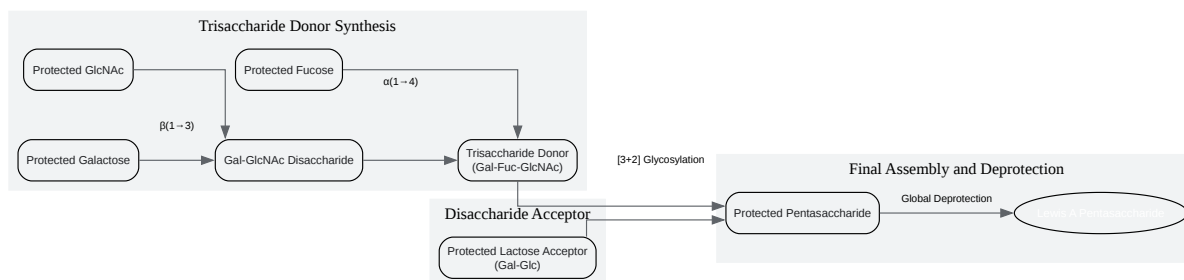 Trisaccharide Donor Synthesis
Protected GlcNAc
Protected Fucose
α(1→4)
β(1→3)
Protected Galactose
Gal-GlcNAc Disaccharide
Trisaccharide Donor
(Gal-Fuc-GlcNAc)
[3+2] Glycosylation
Disaccharide Acceptor
Protected Lactose Acceptor
(Gal-Glc)
Final Assembly and Deprotection
Protected Pentasaccharide
Global Deprotection
Lewis A Pentasaccharide